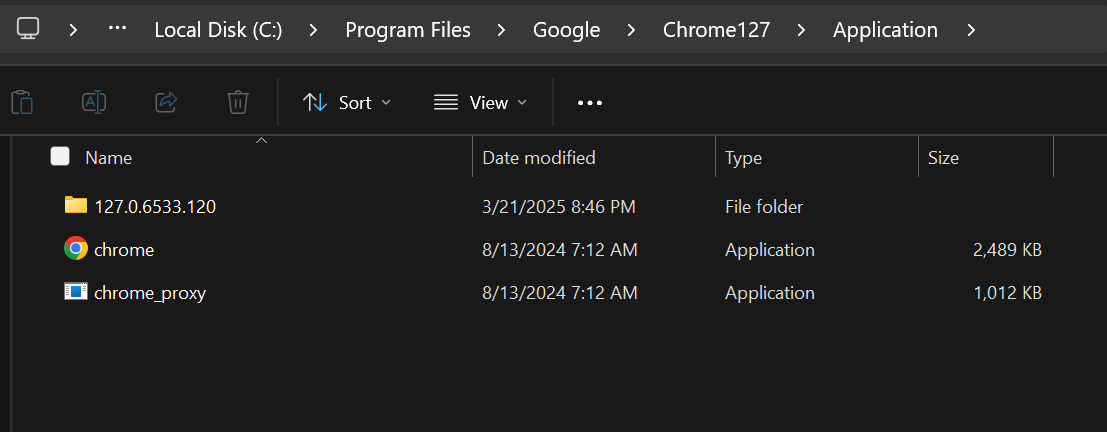 Local Disk (C:) Program Files Google Chrome127 Application
Sort View
Name Date modified Type Size
127.0.6533.120 3/21/2025 8:46 PM File folder
chrome 8/13/2024 7:12 AM Application 2,489 KB
chrome_proxy 8/13/2024 7:12 AM Application 1,012 KB